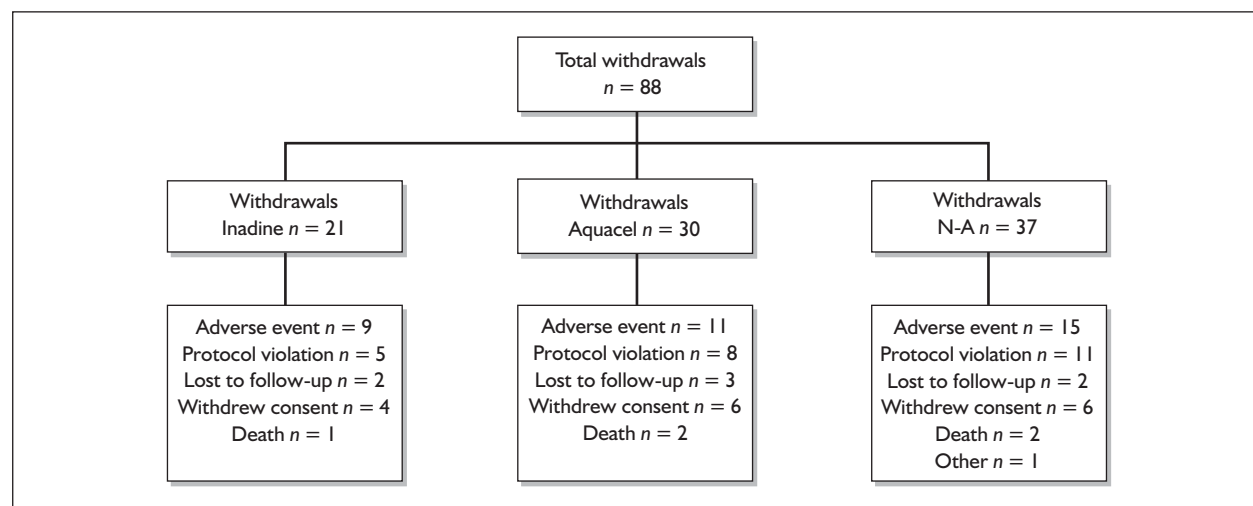 Total withdrawals
n = 88
Withdrawals
Inadine n = 21
Withdrawals
Aquacel n = 30
Withdrawals
N-A n = 37
Adverse event n = 9
Protocol violation n = 5
Lost to follow-up n = 2
Withdrew consent n = 4
Death n = 1
Adverse event n = 11
Protocol violation n = 8
Lost to follow-up n = 3
Withdrew consent n = 6
Death n = 2
Adverse event n = 15
Protocol violation n = 11
Lost to follow-up n = 2
Withdrew consent n = 6
Death n = 2
Other n = 1